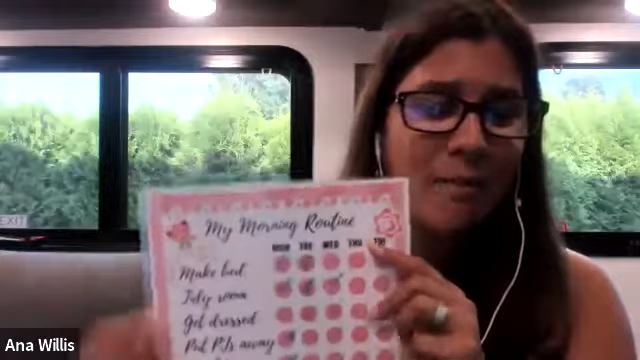 EXIT
My Morning Routine
MON TUE WED THU FRI
Make bed
Tidy room
Get dressed
Put PJs away
Ana Willis